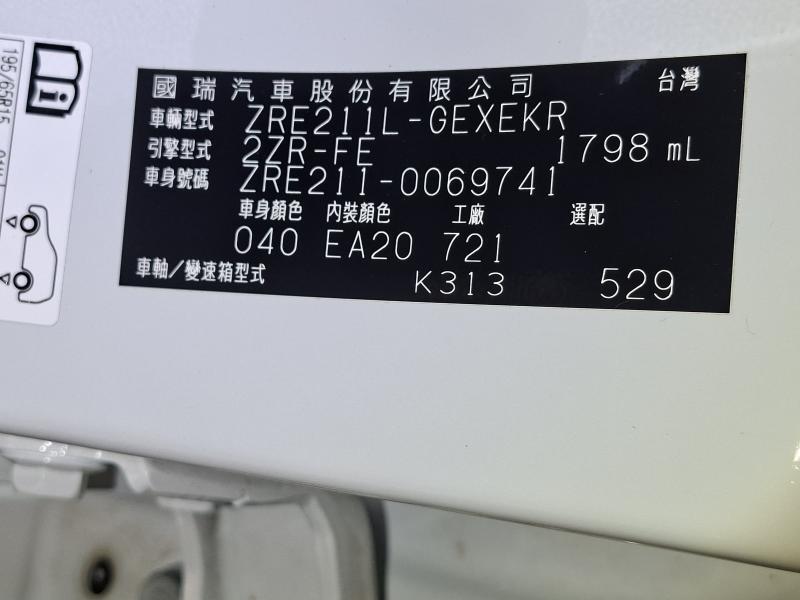 國瑞汽車股份有限公司 台灣
車輛型式 ZRE211L-GEXEKR
引擎型式 2ZR-FE 1798 mL
車身號碼 ZRE211-0069741
車身顏色 內裝顏色 工廠 選配
040 EA20 721
車軸/變速箱型式 K313 529
195/65R15